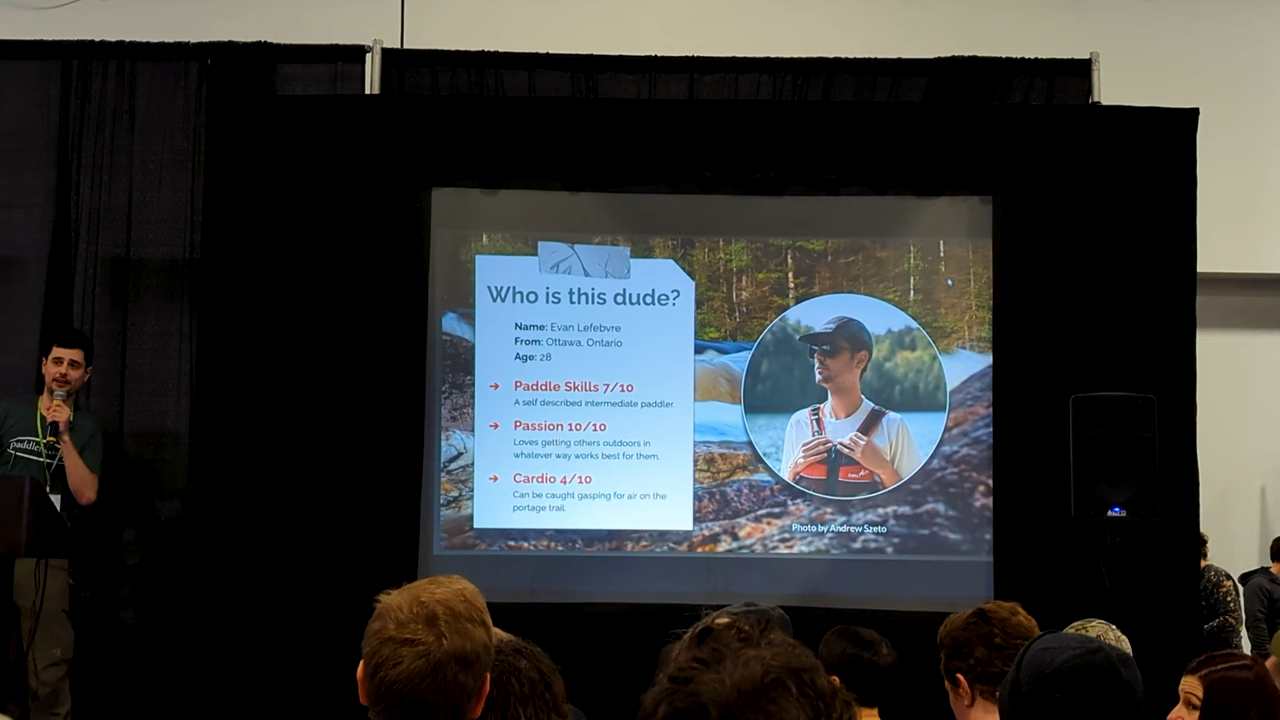 Who is this dude?
Name: Evan Lefebvre
From: Ottawa, Ontario
Age: 28
→ Paddle Skills 7/10
A self described intermediate paddler.
→ Passion 10/10
Loves getting others outdoors in
whatever way works best for them.
→ Cardio 4/10
Can be caught gasping for air on the
portage trail.
Photo by Andrew Szeto